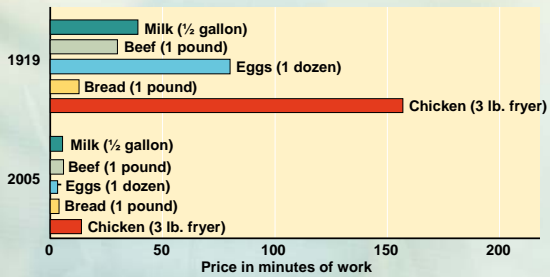 1919
Milk (½ gallon)
Beef (1 pound)
Eggs (1 dozen)
Bread (1 pound)
Chicken (3 lb. fryer)
2005
Milk (½ gallon)
Beef (1 pound)
Eggs (1 dozen)
Bread (1 pound)
Chicken (3 lb. fryer)
0 50 100 150 200
Price in minutes of work